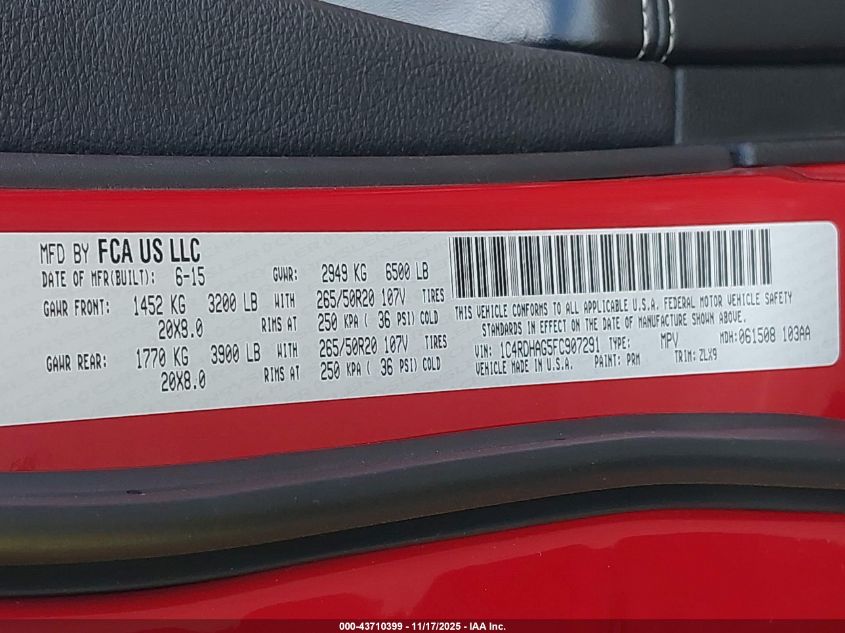 MFD BY FCA US LLC
DATE OF MFR(BUILT): 6-15 GVWR: 2949 KG 6500 LB
GAWR FRONT: 1452 KG 3200 LB WITH 265/50R20 107V TIRES
20X8.0 RIMS AT 250 KPA ( 36 PSI) COLD
GAWR REAR: 1770 KG 3900 LB WITH 265/50R20 107V TIRES
20X8.0 RIMS AT 250 KPA ( 36 PSI) COLD
THIS VEHICLE CONFORMS TO ALL APPLICABLE U.S.A. FEDERAL MOTOR VEHICLE SAFETY
STANDARDS IN EFFECT ON THE DATE OF MANUFACTURE SHOWN ABOVE.
VIN: 1C4RDHAG5FC907291 TYPE: MPV MDH:061508 103AA
VEHICLE MADE IN U.S.A. PAINT: PRM TRIM: ZLX9
000-43710399 - 11/17/2025 - IAA Inc.